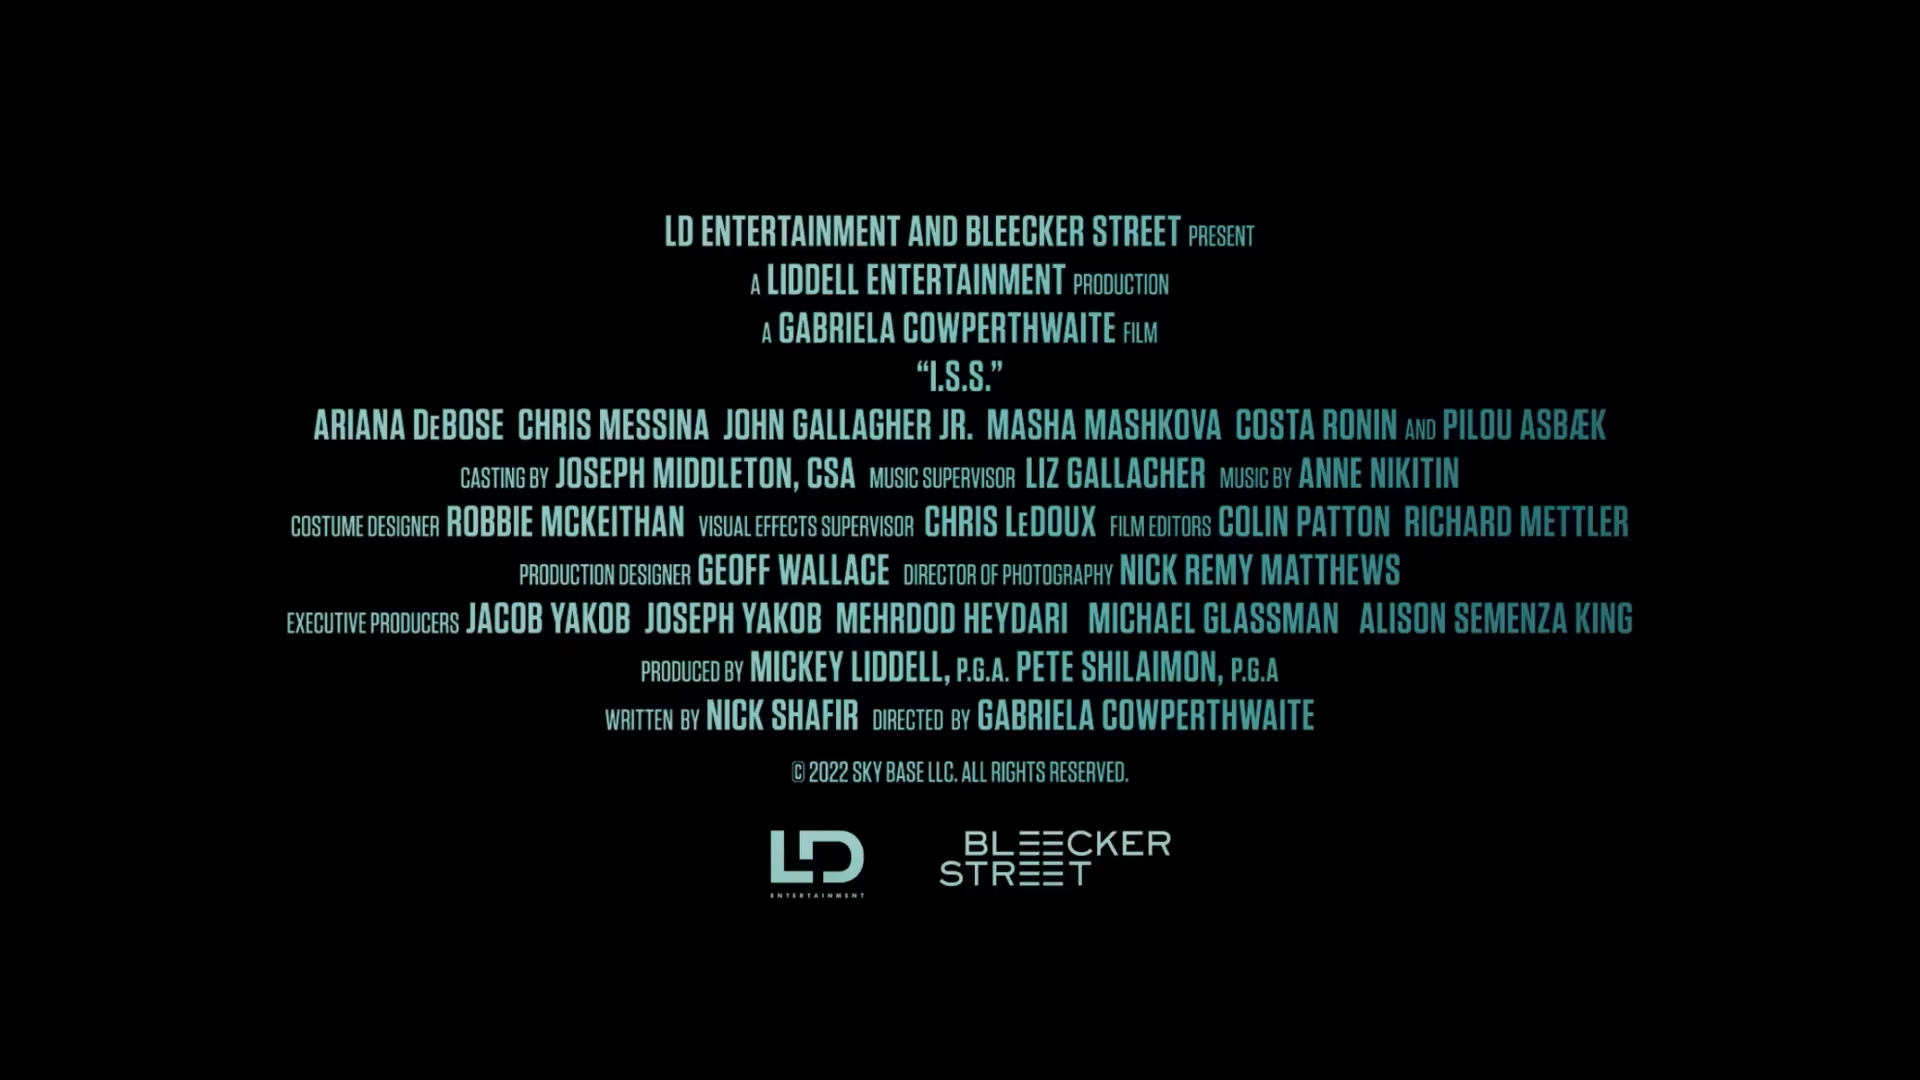 LD ENTERTAINMENT AND BLEECKER STREET PRESENT
A LIDDELL ENTERTAINMENT PRODUCTION
A GABRIELA COWPERTHWAITE FILM
“I.S.S.”
ARIANA DeBOSE CHRIS MESSINA JOHN GALLAGHER JR. MASHA MASHKOVA COSTA RONIN AND PILOU ASBÆK
CASTING BY JOSEPH MIDDLETON, CSA MUSIC SUPERVISOR LIZ GALLACHER MUSIC BY ANNE NIKITIN
COSTUME DESIGNER ROBBIE MCKEITHAN VISUAL EFFECTS SUPERVISOR CHRIS LeDOUX FILM EDITORS COLIN PATTON RICHARD METTLER
PRODUCTION DESIGNER GEOFF WALLACE DIRECTOR OF PHOTOGRAPHY NICK REMY MATTHEWS
EXECUTIVE PRODUCERS JACOB YAKOB JOSEPH YAKOB MEHRDOD HEYDARI MICHAEL GLASSMAN ALISON SEMENZA KING
PRODUCED BY MICKEY LIDDELL, P.G.A. PETE SHILAIMON, P.G.A
WRITTEN BY NICK SHAFIR DIRECTED BY GABRIELA COWPERTHWAITE
© 2022 SKY BASE LLC. ALL RIGHTS RESERVED.
LD
ENTERTAINMENT
BLEECKER
STREET